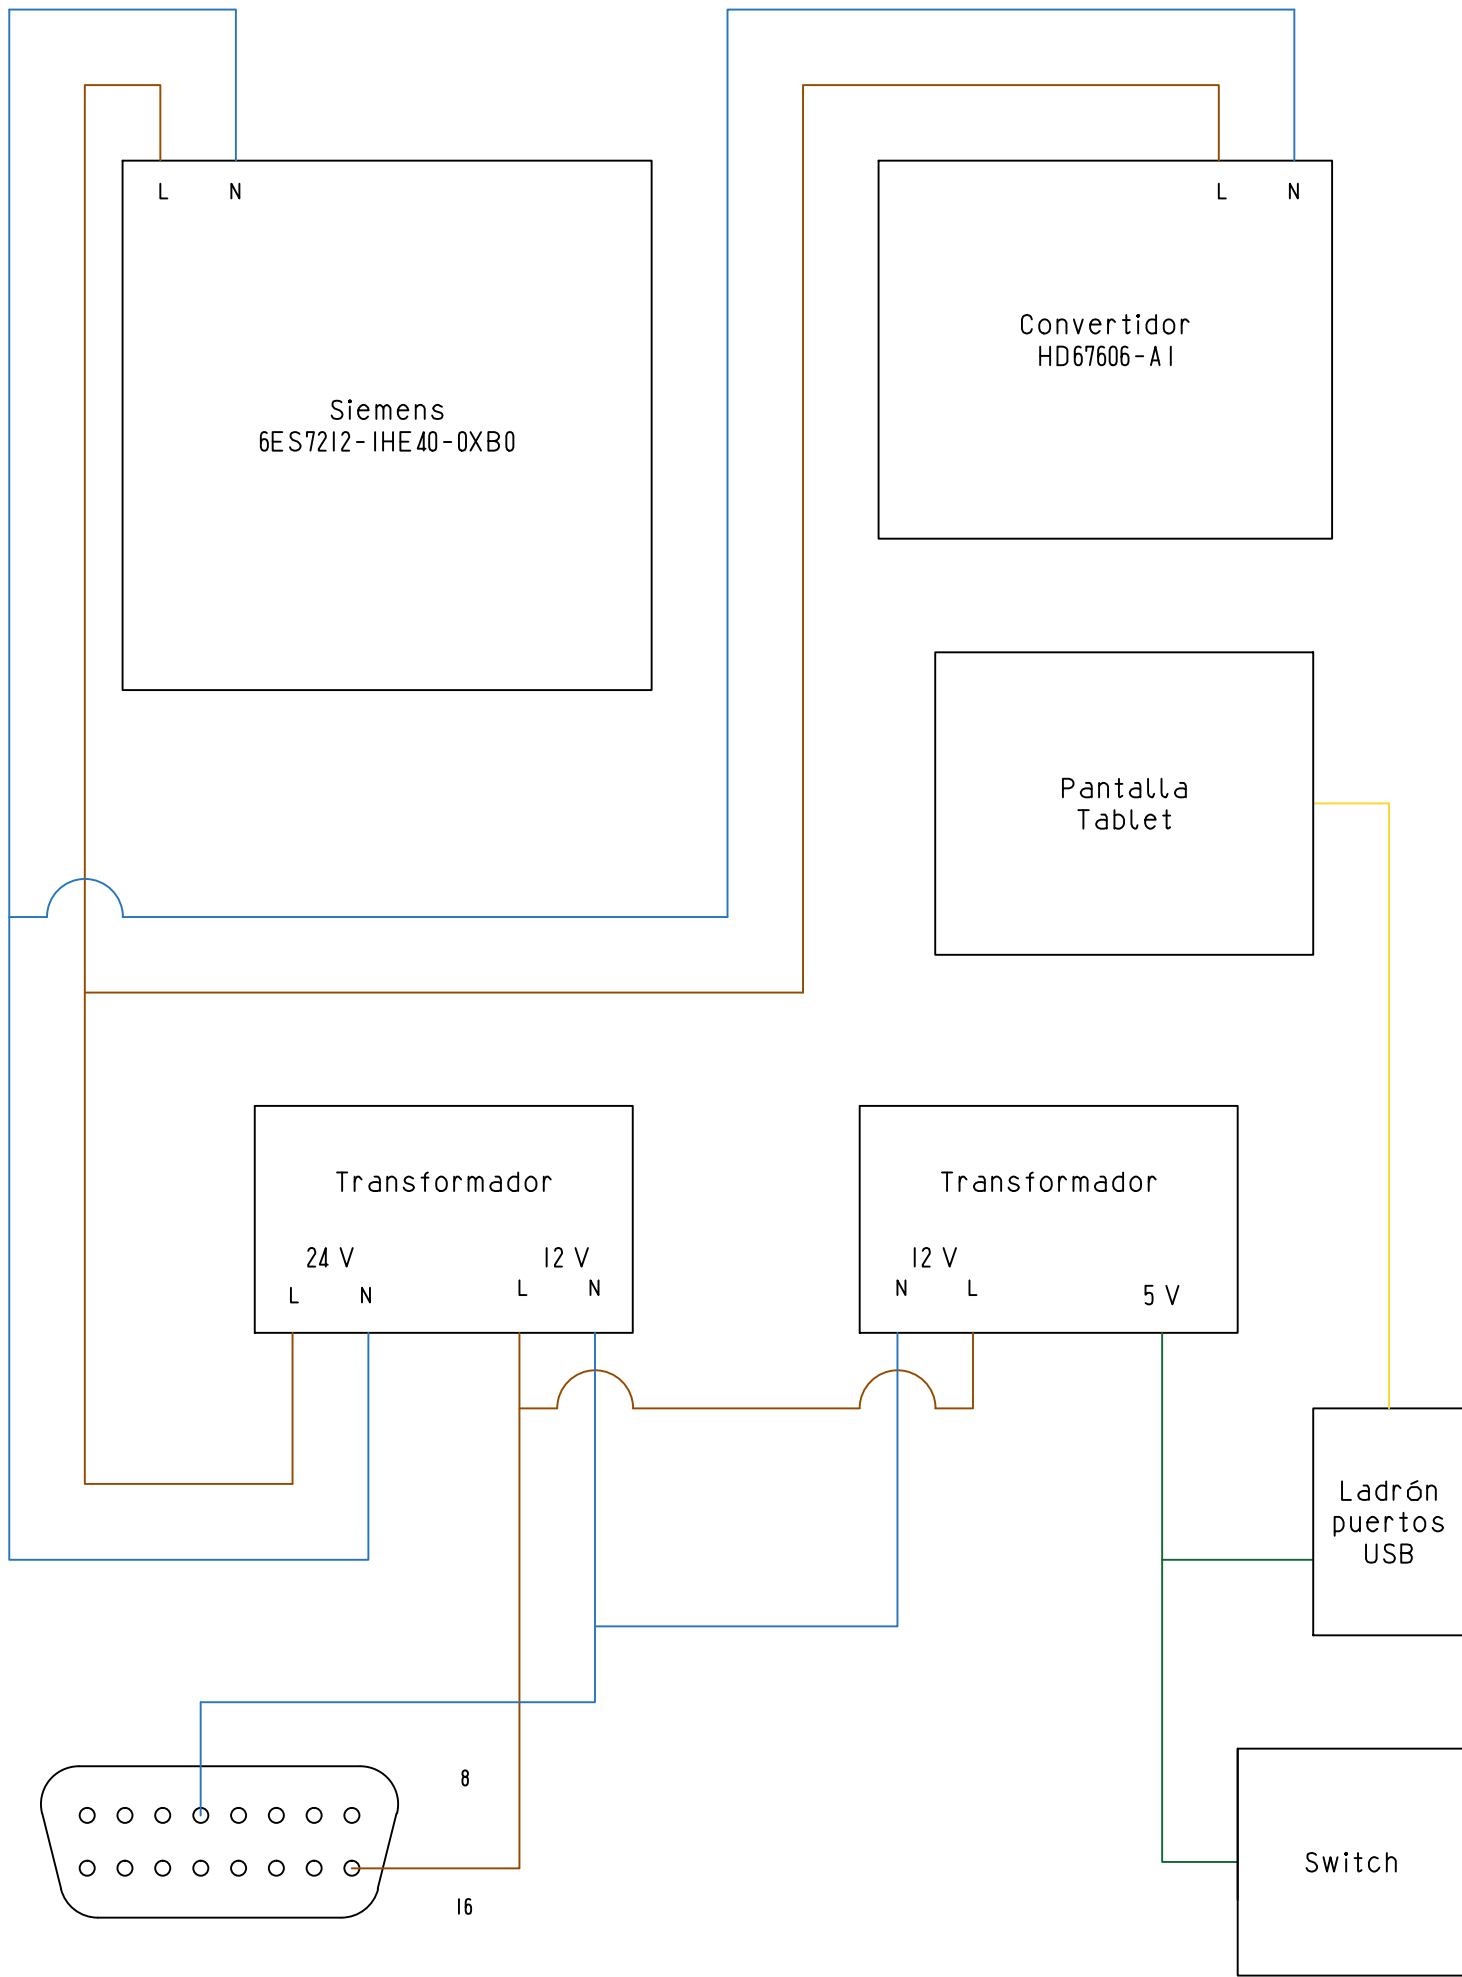 L N
L N
Convertidor
HD67606-A1
Siemens
6ES7212-1HE40-0XB0
Pantalla
Tablet
Transformador
24 V
12 V
L N
L N
Transformador
12 V
N L
5 V
Ladrón
puertos
USB
8
Switch
16